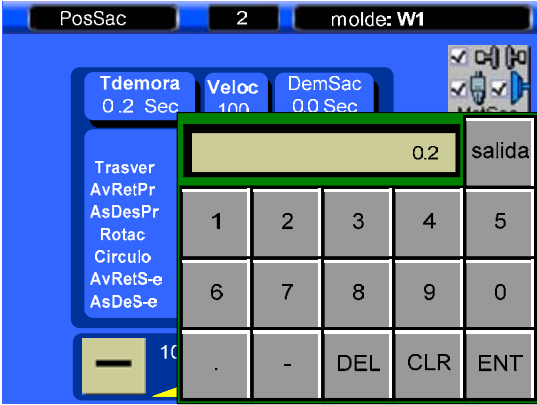 PosSac 2 molde: W1
Tdemora Veloc DemSac
0.2 Sec 100 0.0 Sec
0.2 salida
Trasver
AvRetPr
AsDesPr
Rotac
Circulo
AvRetS-e
AsDeS-e
1 2 3 4 5
6 7 8 9 0
10
. - DEL CLR ENT